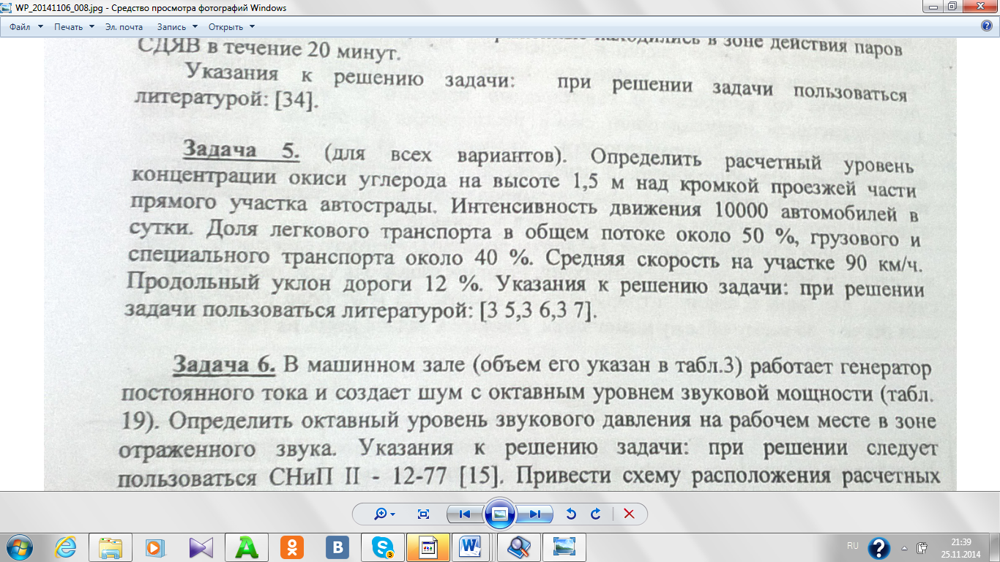 WP_20141106_008.jpg - Средство просмотра фотографий Windows
Файл Печать Эл. почта Запись Открыть
находились в зоне действия паров
СДЯВ в течение 20 минут.
Указания к решению задачи: при решении задачи пользоваться
литературой: [34].
Задача 5. (для всех вариантов). Определить расчетный уровень
концентрации окиси углерода на высоте 1,5 м над кромкой проезжей части
прямого участка автострады. Интенсивность движения 10000 автомобилей в
сутки. Доля легкового транспорта в общем потоке около 50 %, грузового и
специального транспорта около 40 %. Средняя скорость на участке 90 км/ч.
Продольный уклон дороги 12 %. Указания к решению задачи: при решении
задачи пользоваться литературой: [3 5,3 6,3 7].
Задача 6. В машинном зале (объем его указан в табл.3) работает генератор
постоянного тока и создает шум с октавным уровнем звуковой мощности (табл.
19). Определить октавный уровень звукового давления на рабочем месте в зоне
отраженного звука. Указания к решению задачи: при решении следует
пользоваться СНиП II - 12-77 [15]. Привести схему расположения расчетных
RU
21:39
25.11.2014